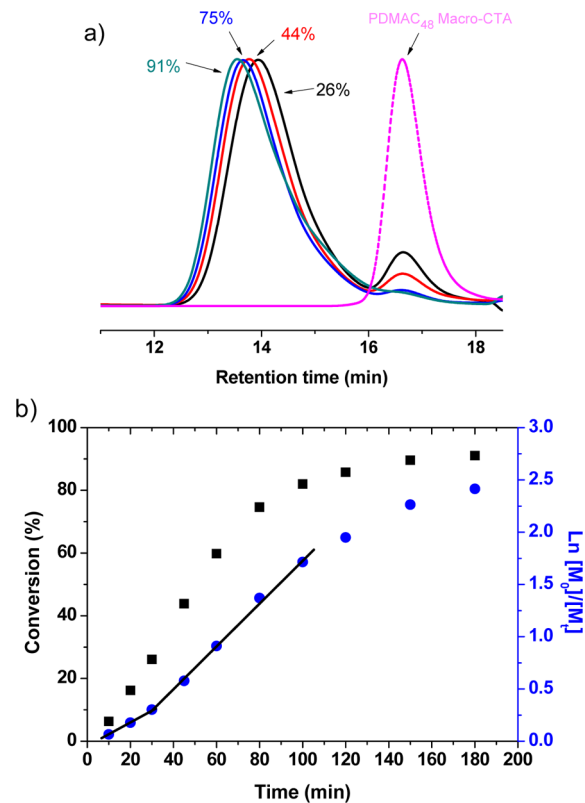 a)
75%
44%
PDMAC48 Macro-CTA
91%
26%
12
14
16
18
Retention time (min)
b)
100
80
60
40
20
0
Conversion (%)
3.0
2.5
2.0
1.5
1.0
0.5
0.0
Ln [M0]/[Mt]
0 20 40 60 80 100 120 140 160 180 200
Time (min)